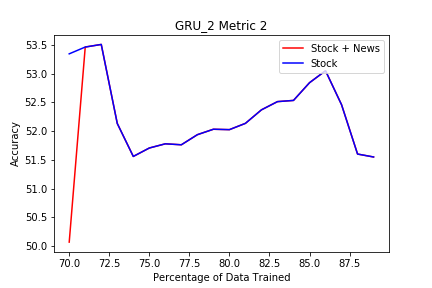 GRU_2 Metric 2
Stock + News
Stock
Accuracy
53.5
53.0
52.5
52.0
51.5
51.0
50.5
50.0
70.0 72.5 75.0 77.5 80.0 82.5 85.0 87.5
Percentage of Data Trained